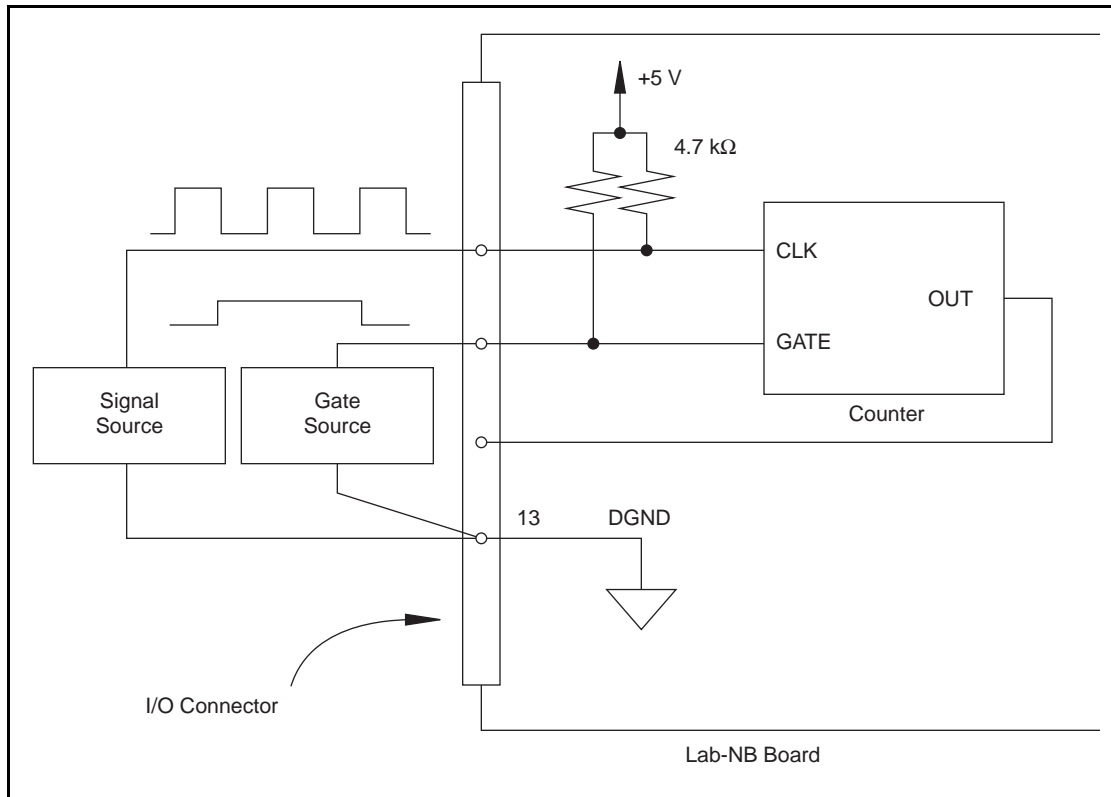 +5 V
4.7 kΩ
CLK
OUT
GATE
Signal
Source
Gate
Source
Counter
13 DGND
I/O Connector
Lab-NB Board